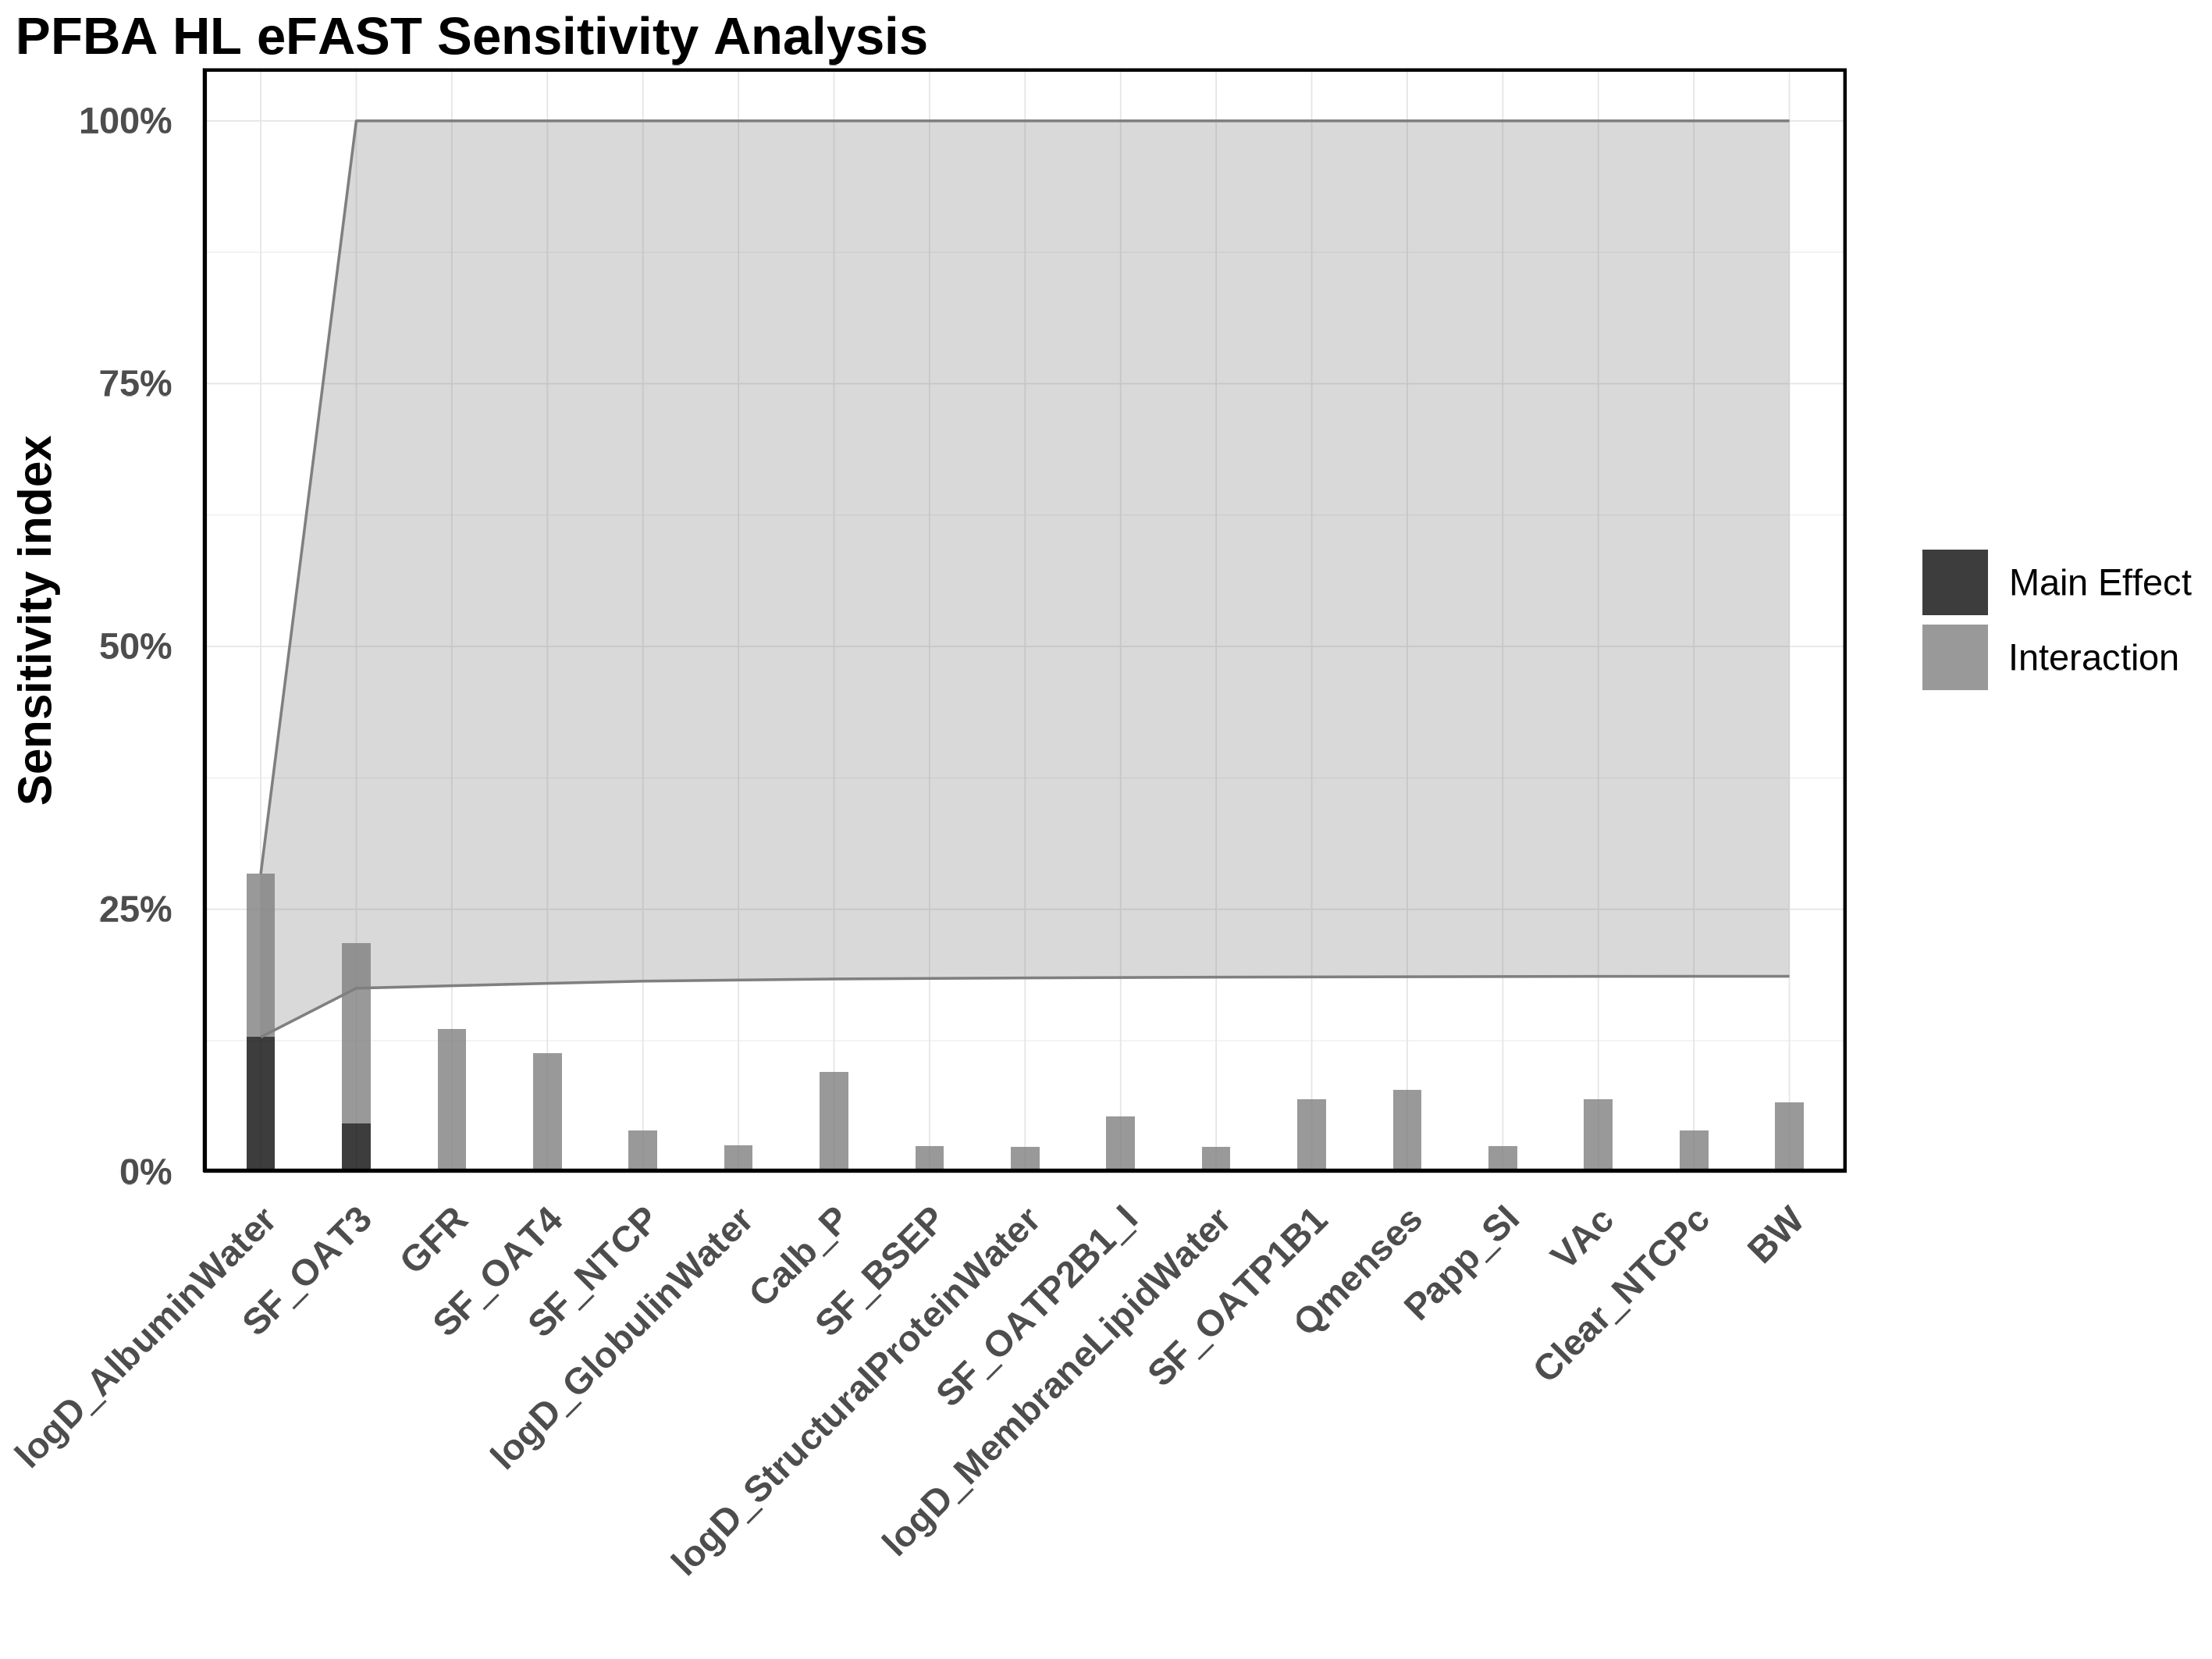 PFBA HL eFAST Sensitivity Analysis
Sensitivity index
100%
75%
50%
25%
0%
logD_AlbuminWater
SF_OAT3
GFR
SF_OAT4
SF_NTCP
logD_GlobulinWater
Calb_P
SF_BSEP
logD_StructuralProteinWater
SF_OATP2B1_I
logD_MembraneLipidWater
SF_OATP1B1
Qmenses
Papp_SI
VAc
Clear_NTCPc
BW
Main Effect
Interaction